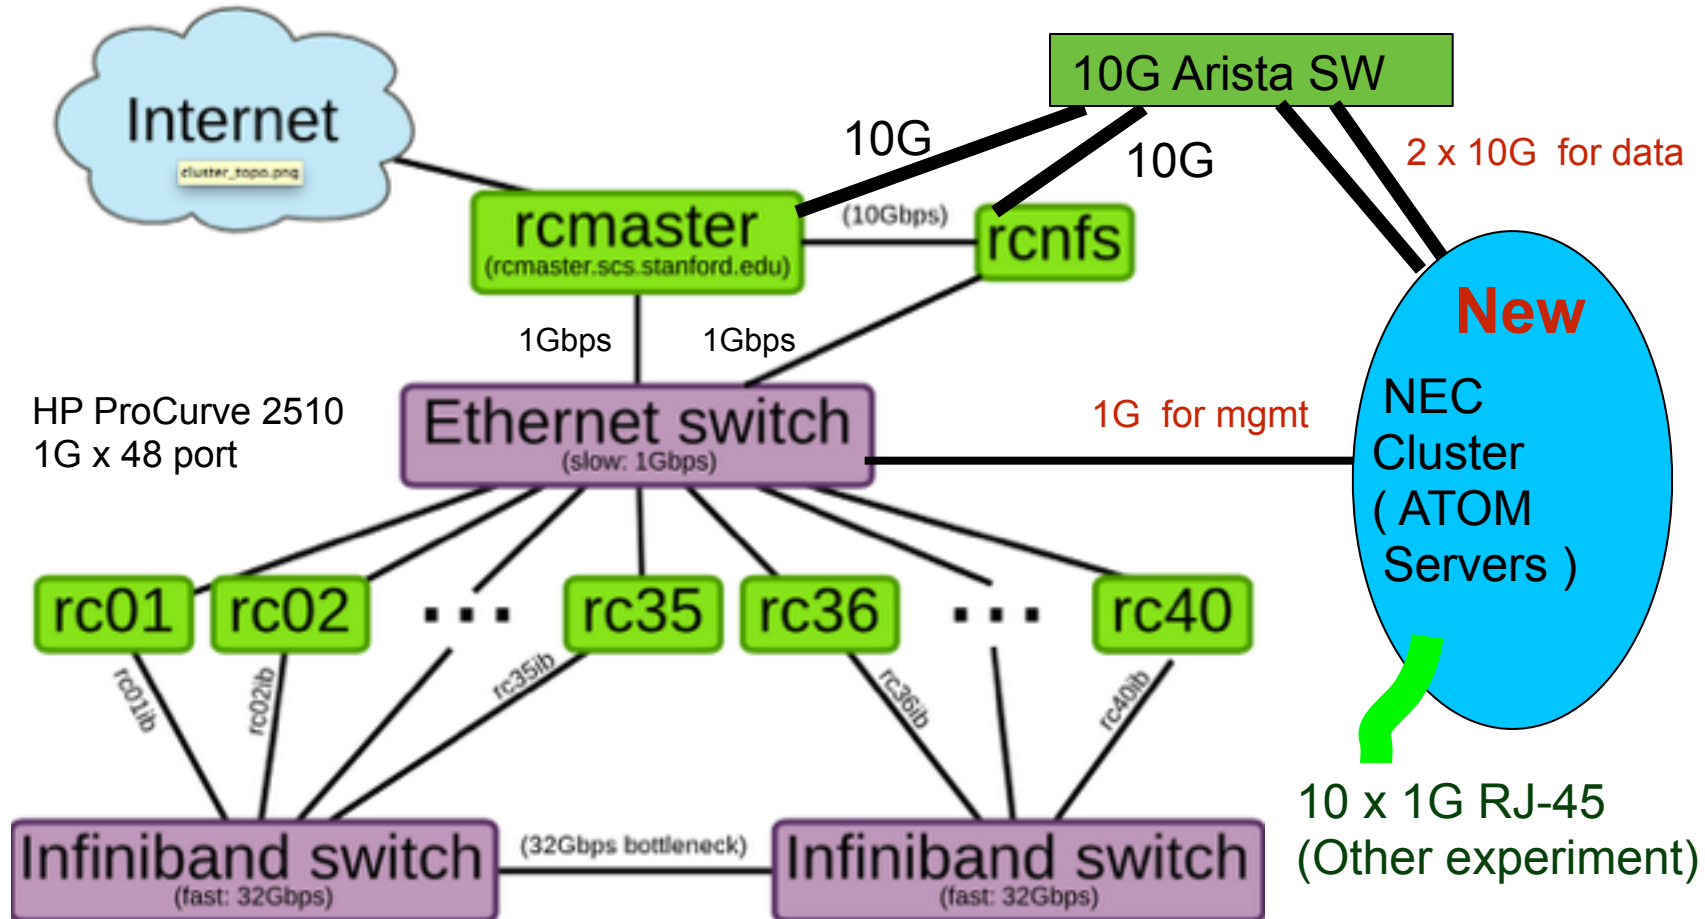 Internet
cluster_topo.png
10G Arista SW
10G
10G
2 x 10G  for data
rcmaster
(rcmaster.scs.stanford.edu)
(10Gbps)
rcnfs
New
1Gbps
1Gbps
HP ProCurve 2510
1G x 48 port
Ethernet switch
(slow: 1Gbps)
1G  for mgmt
NEC
Cluster
( ATOM
Servers )
rc01
rc02
...
rc35
rc36
...
rc40
rc01ib
rc02ib
rc35ib
rc36ib
rc40ib
10 x 1G RJ-45
(Other experiment)
Infiniband switch
(fast: 32Gbps)
(32Gbps bottleneck)
Infiniband switch
(fast: 32Gbps)